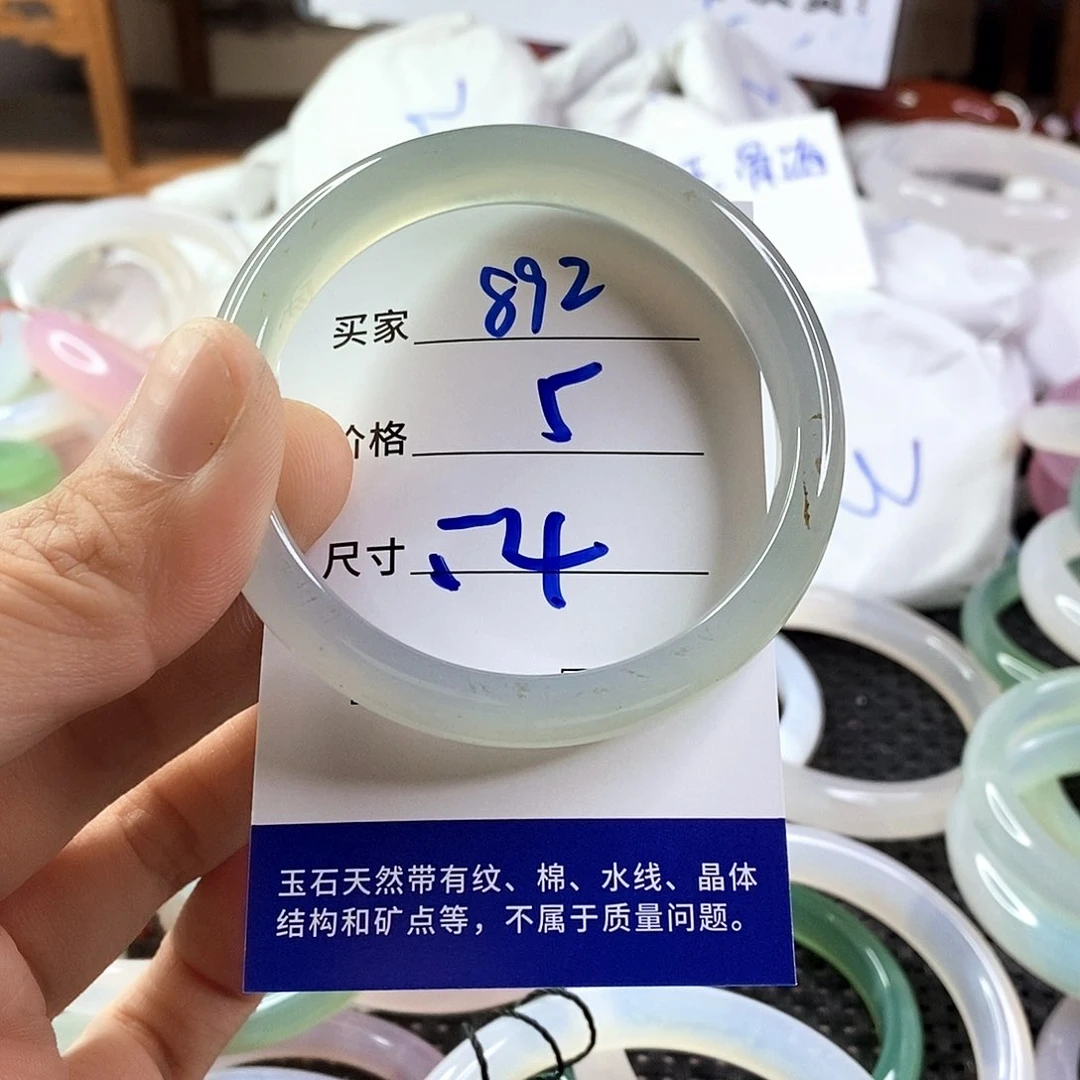 买家 892
价格 5
尺寸 54
玉石天然带有纹、棉、水线、晶体
结构和矿点等，不属于质量问题。